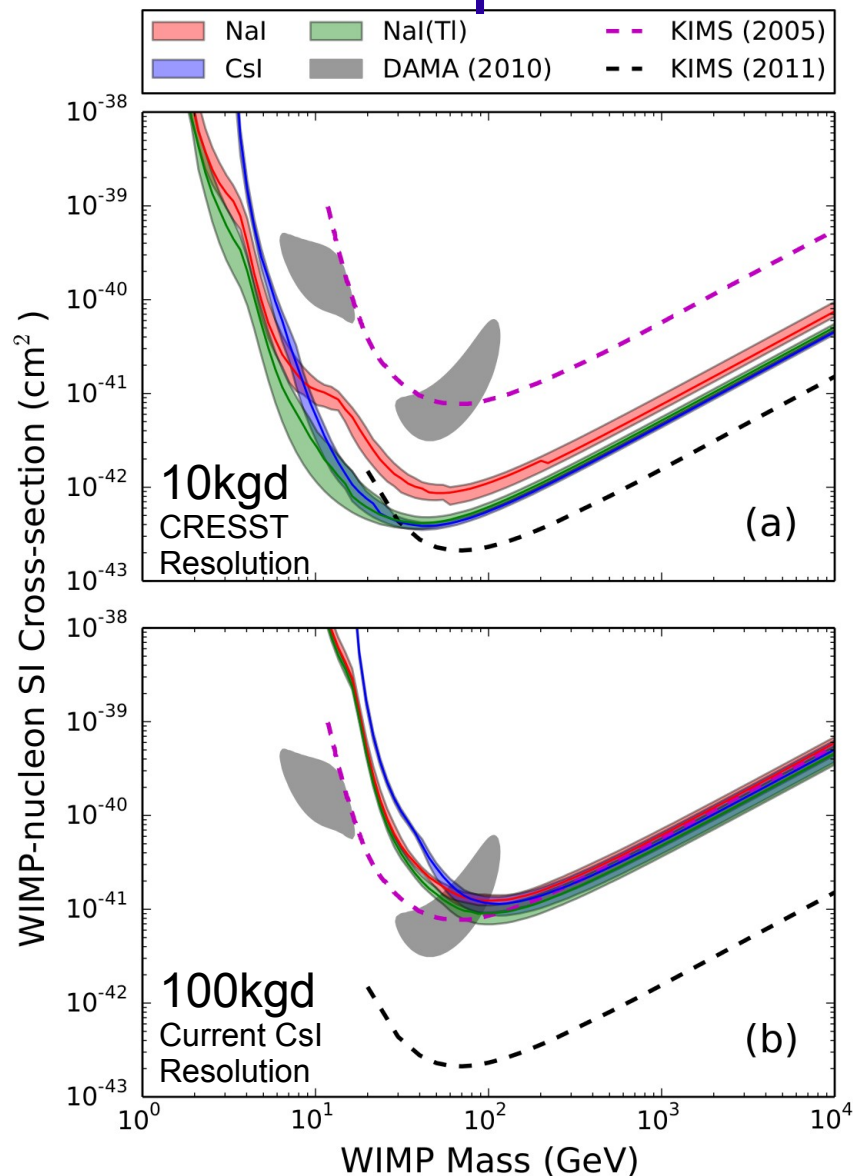 NaI NaI(Tl) KIMS (2005)
CsI DAMA (2010) KIMS (2011)
10⁻³⁸
10⁻³⁹
10⁻⁴⁰
10⁻⁴¹
10⁻⁴²
10⁻⁴³
10kgd
CRESST
Resolution
(a)
WIMP-nucleon SI Cross-section (cm²)
10⁻³⁸
10⁻³⁹
10⁻⁴⁰
10⁻⁴¹
10⁻⁴²
10⁻⁴³
100kgd
Current CsI
Resolution
(b)
10⁰ 10¹ 10² 10³ 10⁴
WIMP Mass (GeV)